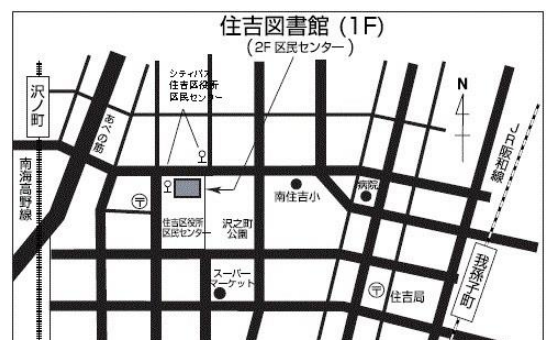 住吉図書館 (1F)
(2F 区民センター)
シティバス
住吉区役所
区民センター
沢ノ町
あべの筋
N
JR阪和線
南海高野線
〒
南住吉小
病院
住吉区役所
区民センター
沢之町
公園
我孫子町
スーパー
マーケット
〒
住吉局